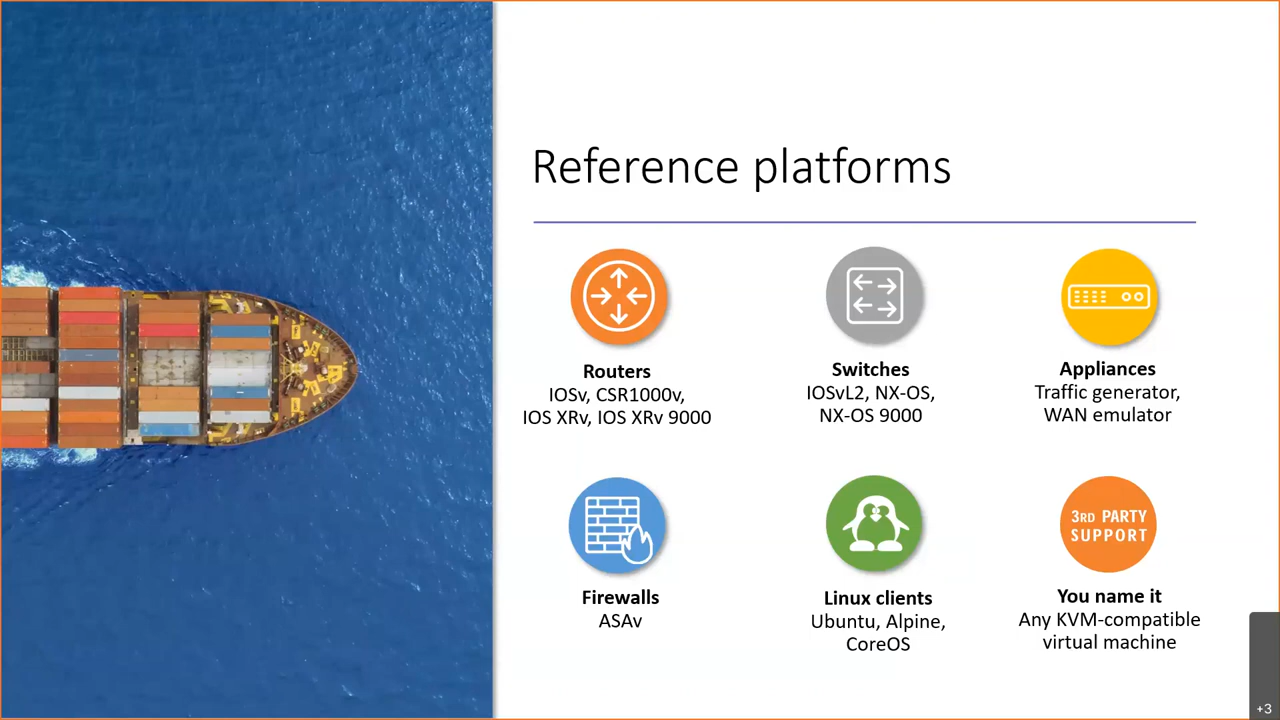 Reference platforms
Routers
IOSv, CSR1000v,
IOS XRv, IOS XRv 9000
Switches
IOSvL2, NX-OS,
NX-OS 9000
Appliances
Traffic generator,
WAN emulator
Firewalls
ASAv
Linux clients
Ubuntu, Alpine,
CoreOS
3RD PARTY
SUPPORT
You name it
Any KVM-compatible
virtual machine
+3